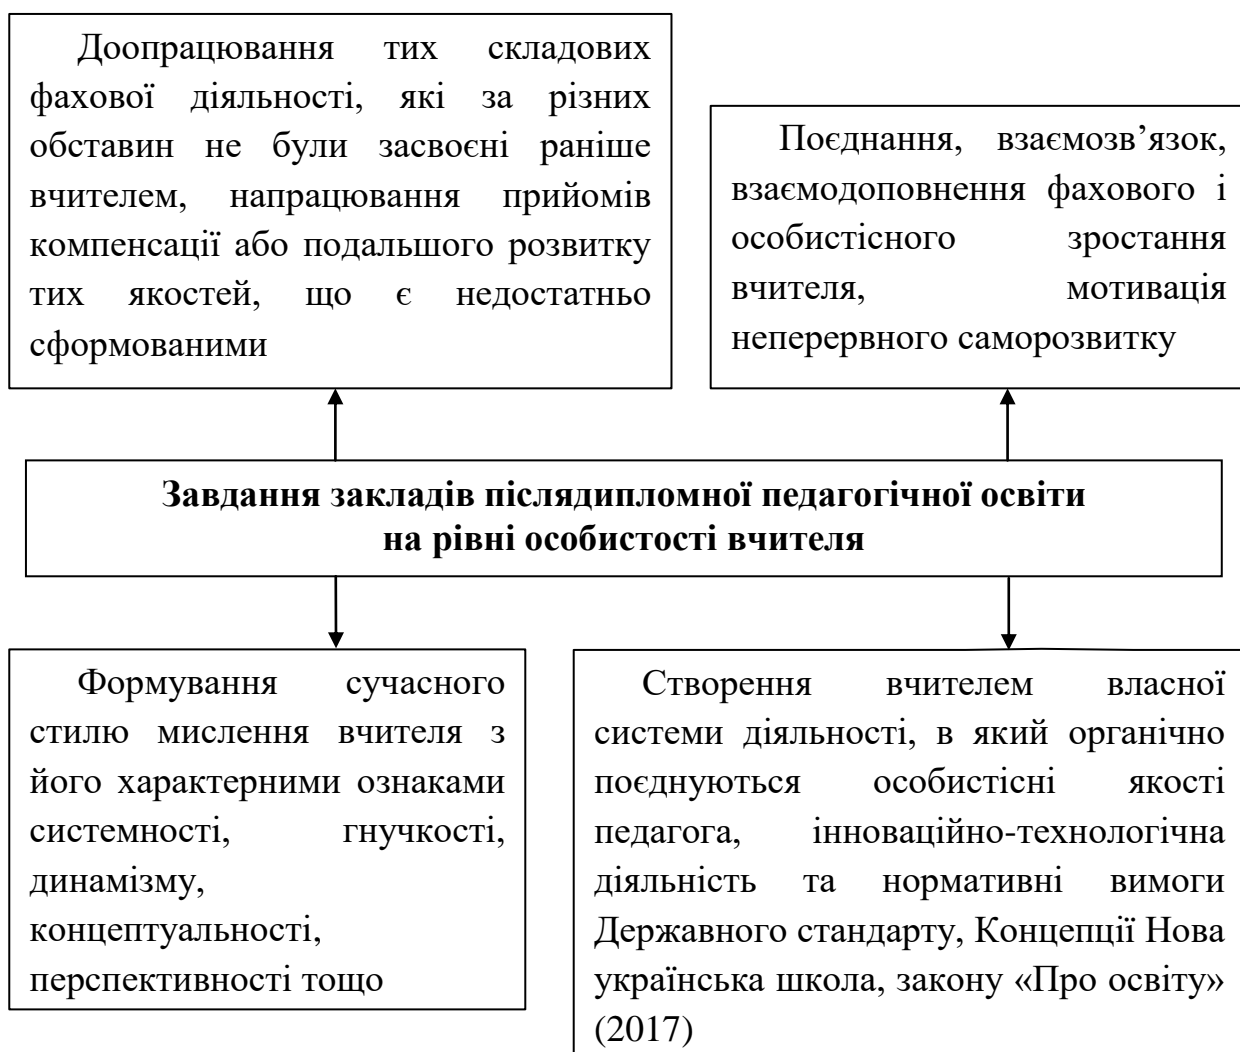 Доопрацювання тих складових
фахової діяльності, які за різних
обставин не були засвоєні раніше
вчителем, напрацювання прийомів
компенсації або подальшого розвитку
тих якостей, що є недостатньо
сформованими
Поєднання, взаємозв’язок,
взаємодоповнення фахового і
особистісного зростання
вчителя, мотивація
неперервного саморозвитку
Завдання закладів післядипломної педагогічної освіти
на рівні особистості вчителя
Формування сучасного
стилю мислення вчителя з
його характерними ознаками
системності, гнучкості,
динамізму,
концептуальності,
перспективності тощо
Створення вчителем власної
системи діяльності, в який органічно
поєднуються особистісні якості
педагога, інноваційно-технологічна
діяльність та нормативні вимоги
Державного стандарту, Концепції Нова
українська школа, закону «Про освіту»
(2017)